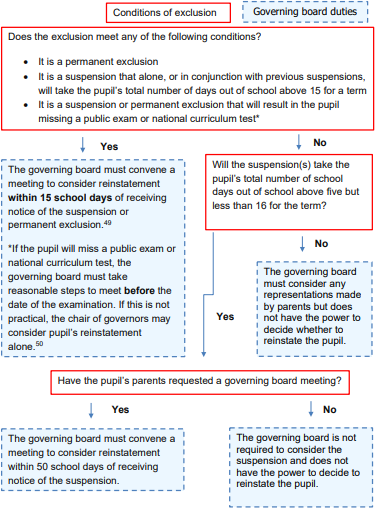 Conditions of exclusion
Governing board duties
Does the exclusion meet any of the following conditions?
• It is a permanent exclusion
• It is a suspension that alone, or in conjunction with previous suspensions,
will take the pupil's total number of days out of school above 15 for a term
• It is a suspension or permanent exclusion that will result in the pupil
missing a public exam or national curriculum test*
Yes
No
The governing board must convene a
meeting to consider reinstatement
within 15 school days of receiving
notice of the suspension or
permanent exclusion.49
*If the pupil will miss a public exam or
national curriculum test, the
governing board must take
reasonable steps to meet before the
date of the examination. If this is not
practical, the chair of governors may
consider pupil's reinstatement
alone.50
Will the suspension(s) take the
pupil's total number of school
days out of school above five but
less than 16 for the term?
No
Yes
The governing board
must consider any
representations made
by parents but does
not have the power to
decide whether to
reinstate the pupil.
Have the pupil's parents requested a governing board meeting?
Yes
No
The governing board must convene a
meeting to consider reinstatement
within 50 school days of receiving
notice of the suspension.
The governing board is not
required to consider the
suspension and does not
have the power to decide to
reinstate the pupil.